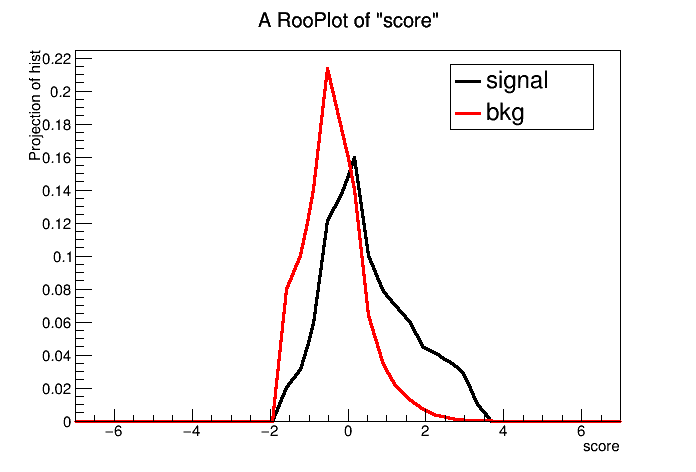 A RooPlot of "score"
Projection of hist
0.22
0.2
0.18
0.16
0.14
0.12
0.1
0.08
0.06
0.04
0.02
0
signal
bkg
−6 −4 −2 0 2 4 6
score